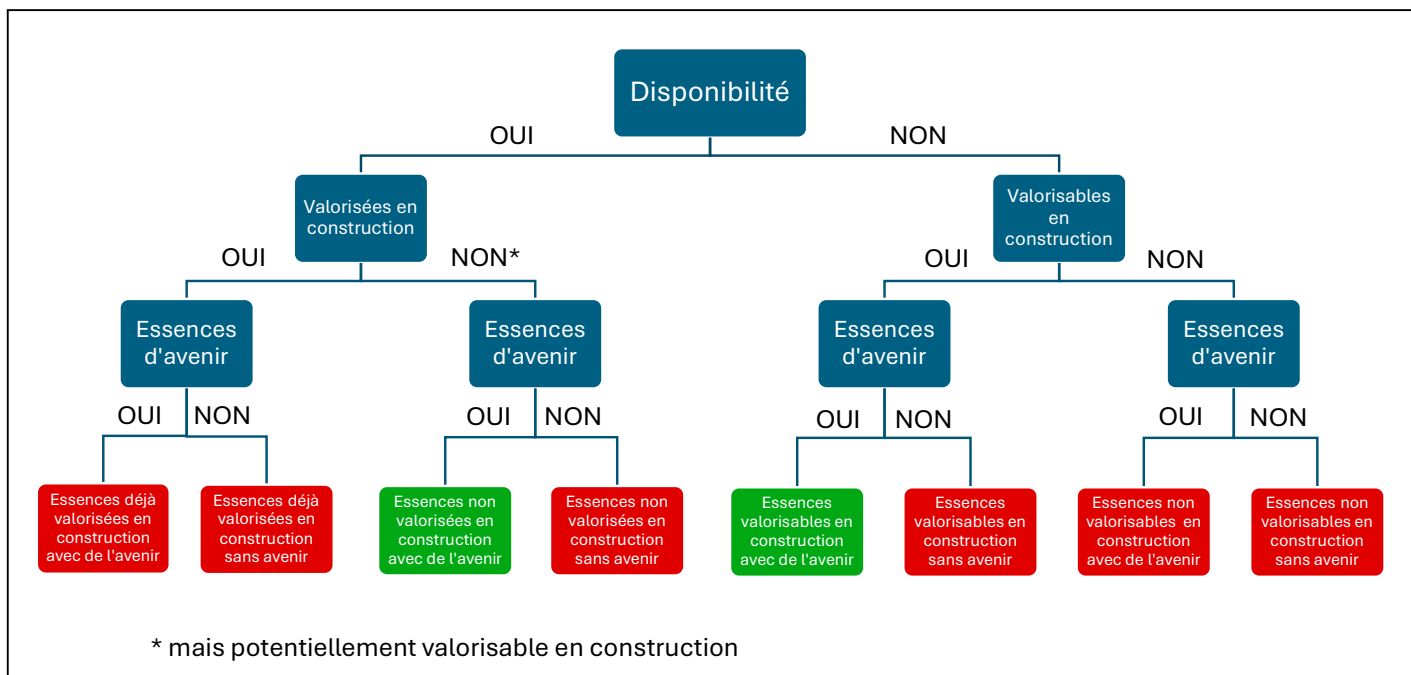 Disponibilité
OUI
NON
Valorisées en
construction
Valorisables
en
construction
OUI
NON*
OUI
NON
Essences
d'avenir
Essences
d'avenir
Essences
d'avenir
Essences
d'avenir
OUI
NON
OUI
NON
OUI
NON
OUI
NON
Essences déjà
valorisées en
construction
avec de l'avenir
Essences déjà
valorisées en
construction
sans avenir
Essences non
valorisées en
construction
avec de l'avenir
Essences non
valorisées en
construction
sans avenir
Essences
valorisables en
construction
avec de l'avenir
Essences
valorisables en
construction
sans avenir
Essences non
valorisables en
construction
avec de l'avenir
Essences non
valorisables en
construction
sans avenir
* mais potentiellement valorisable en construction